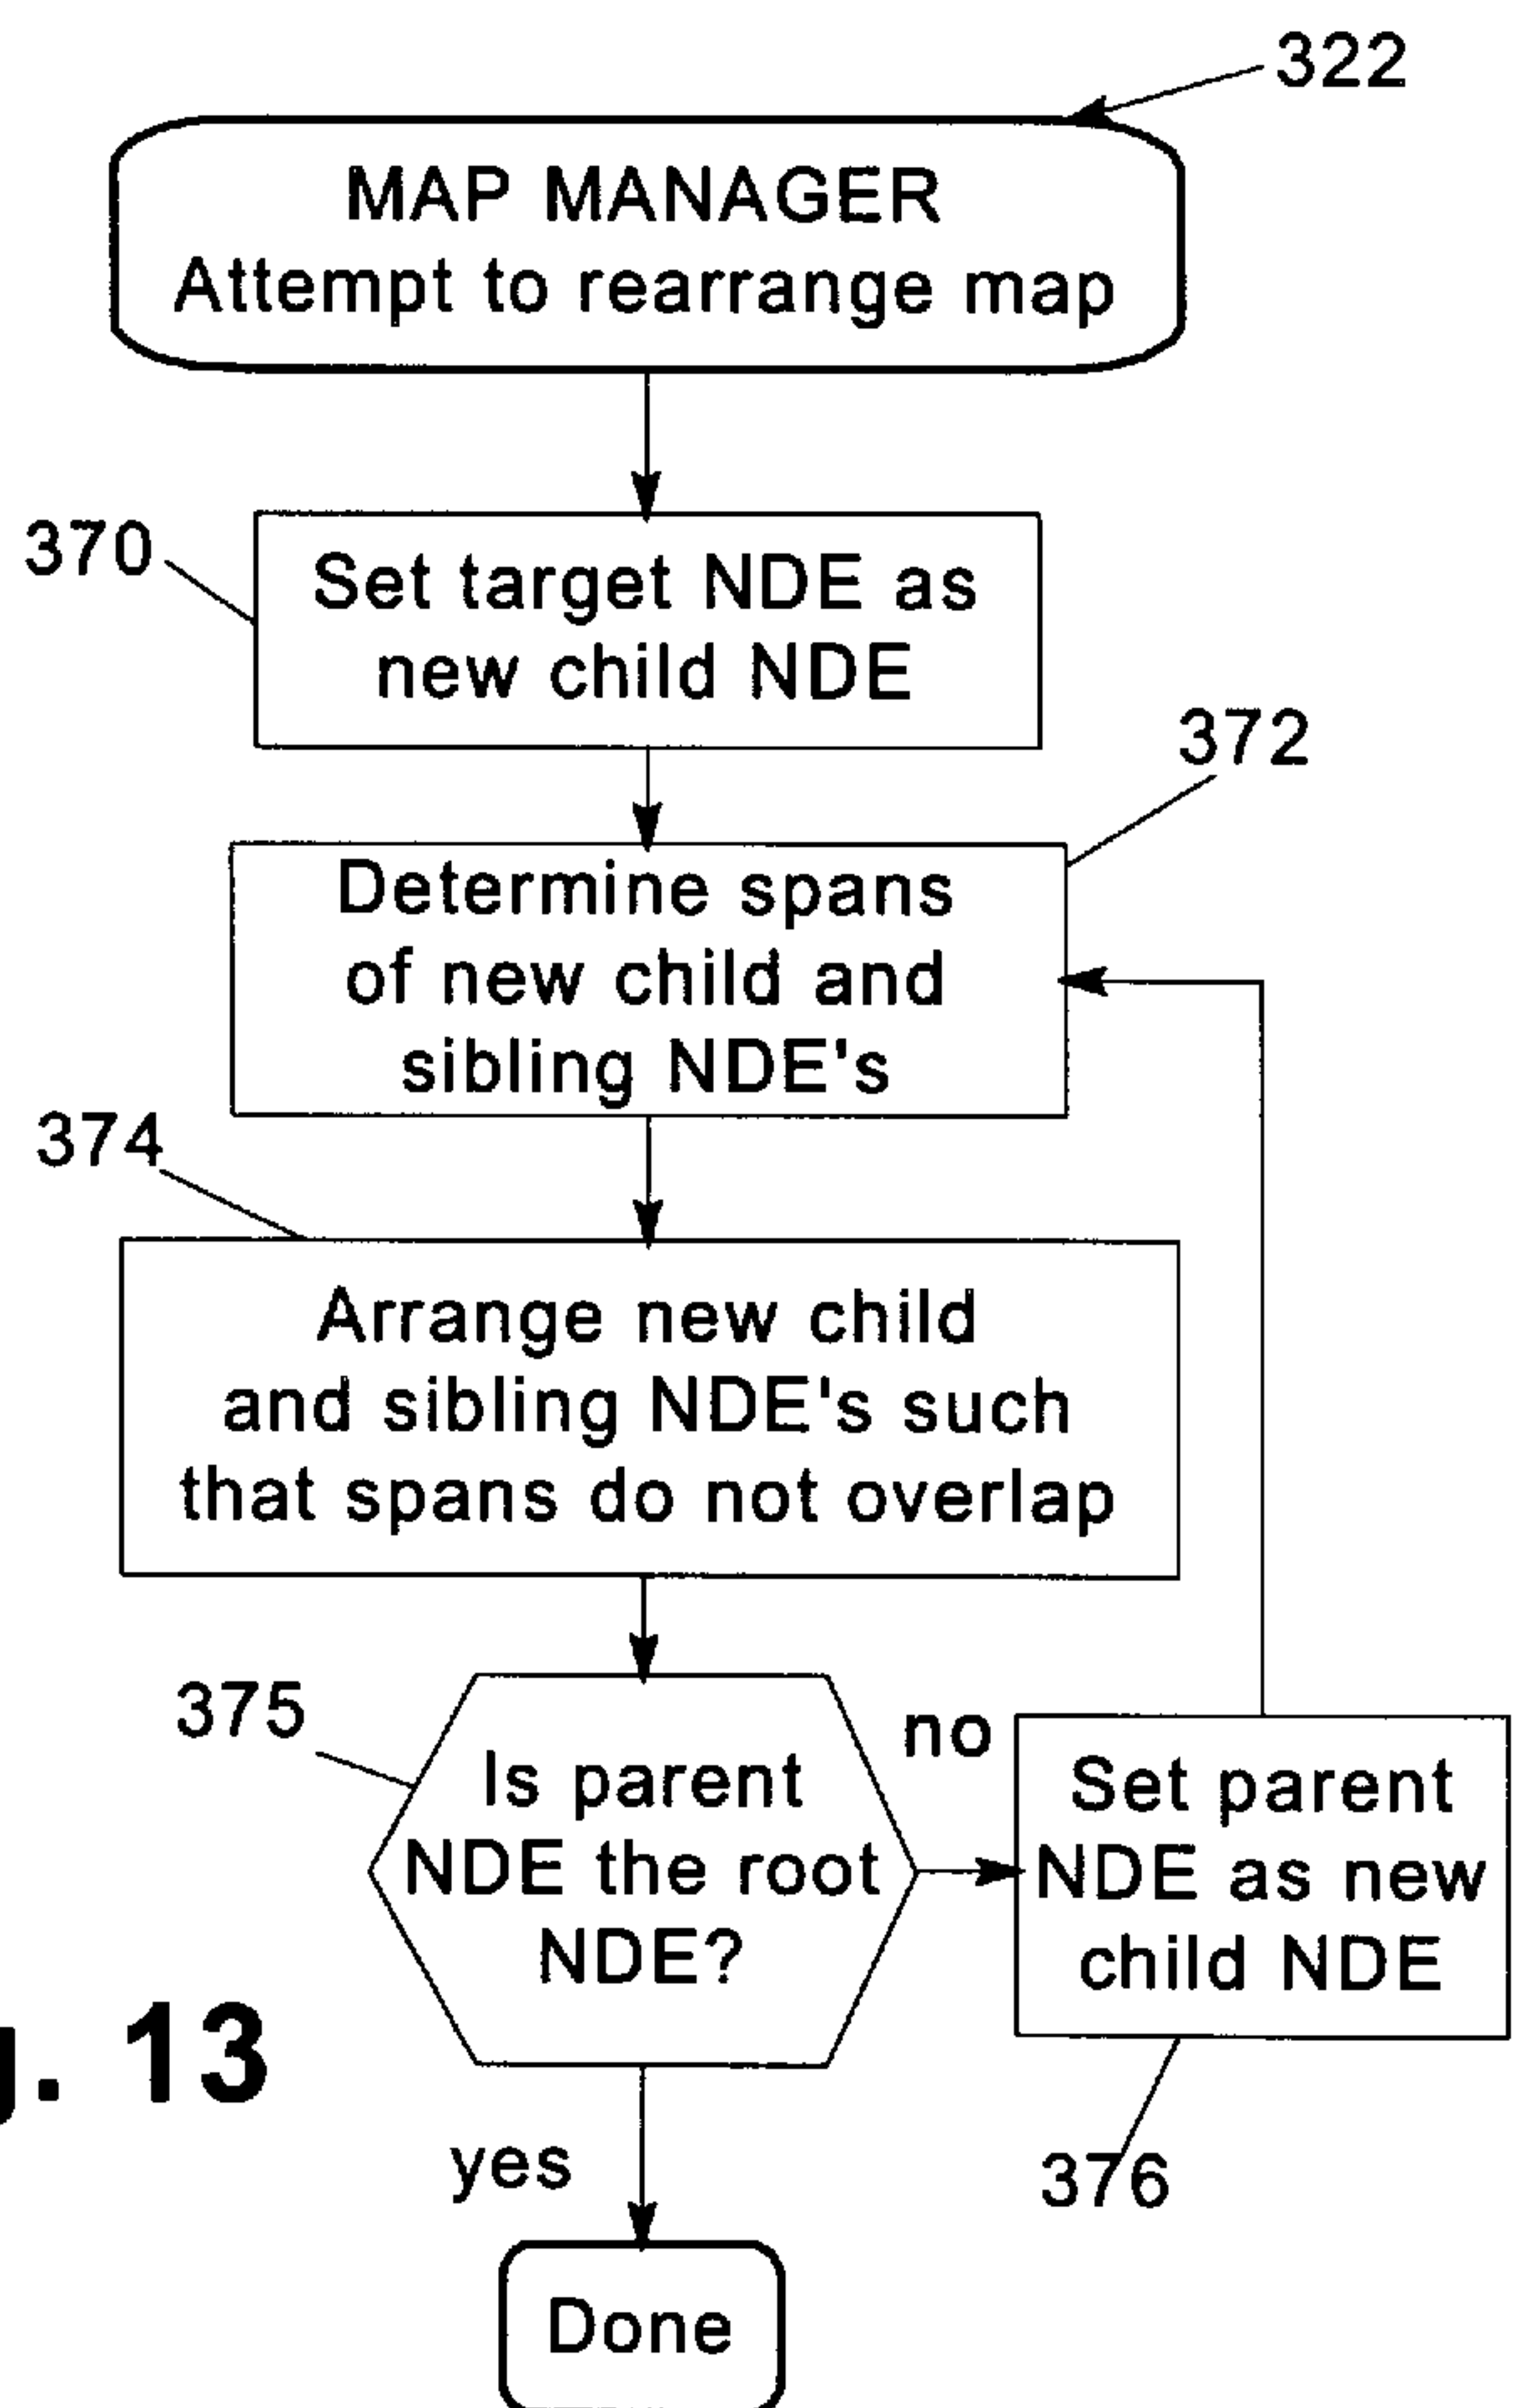 322
MAP MANAGER
Attempt to rearrange map
370
Set target NDE as
new child NDE
372
Determine spans
of new child and
sibling NDE's
374
Arrange new child
and sibling NDE's such
that spans do not overlap
375
Is parent
NDE the root
NDE?
no
Set parent
NDE as new
child NDE
376
g. 13
yes
Done